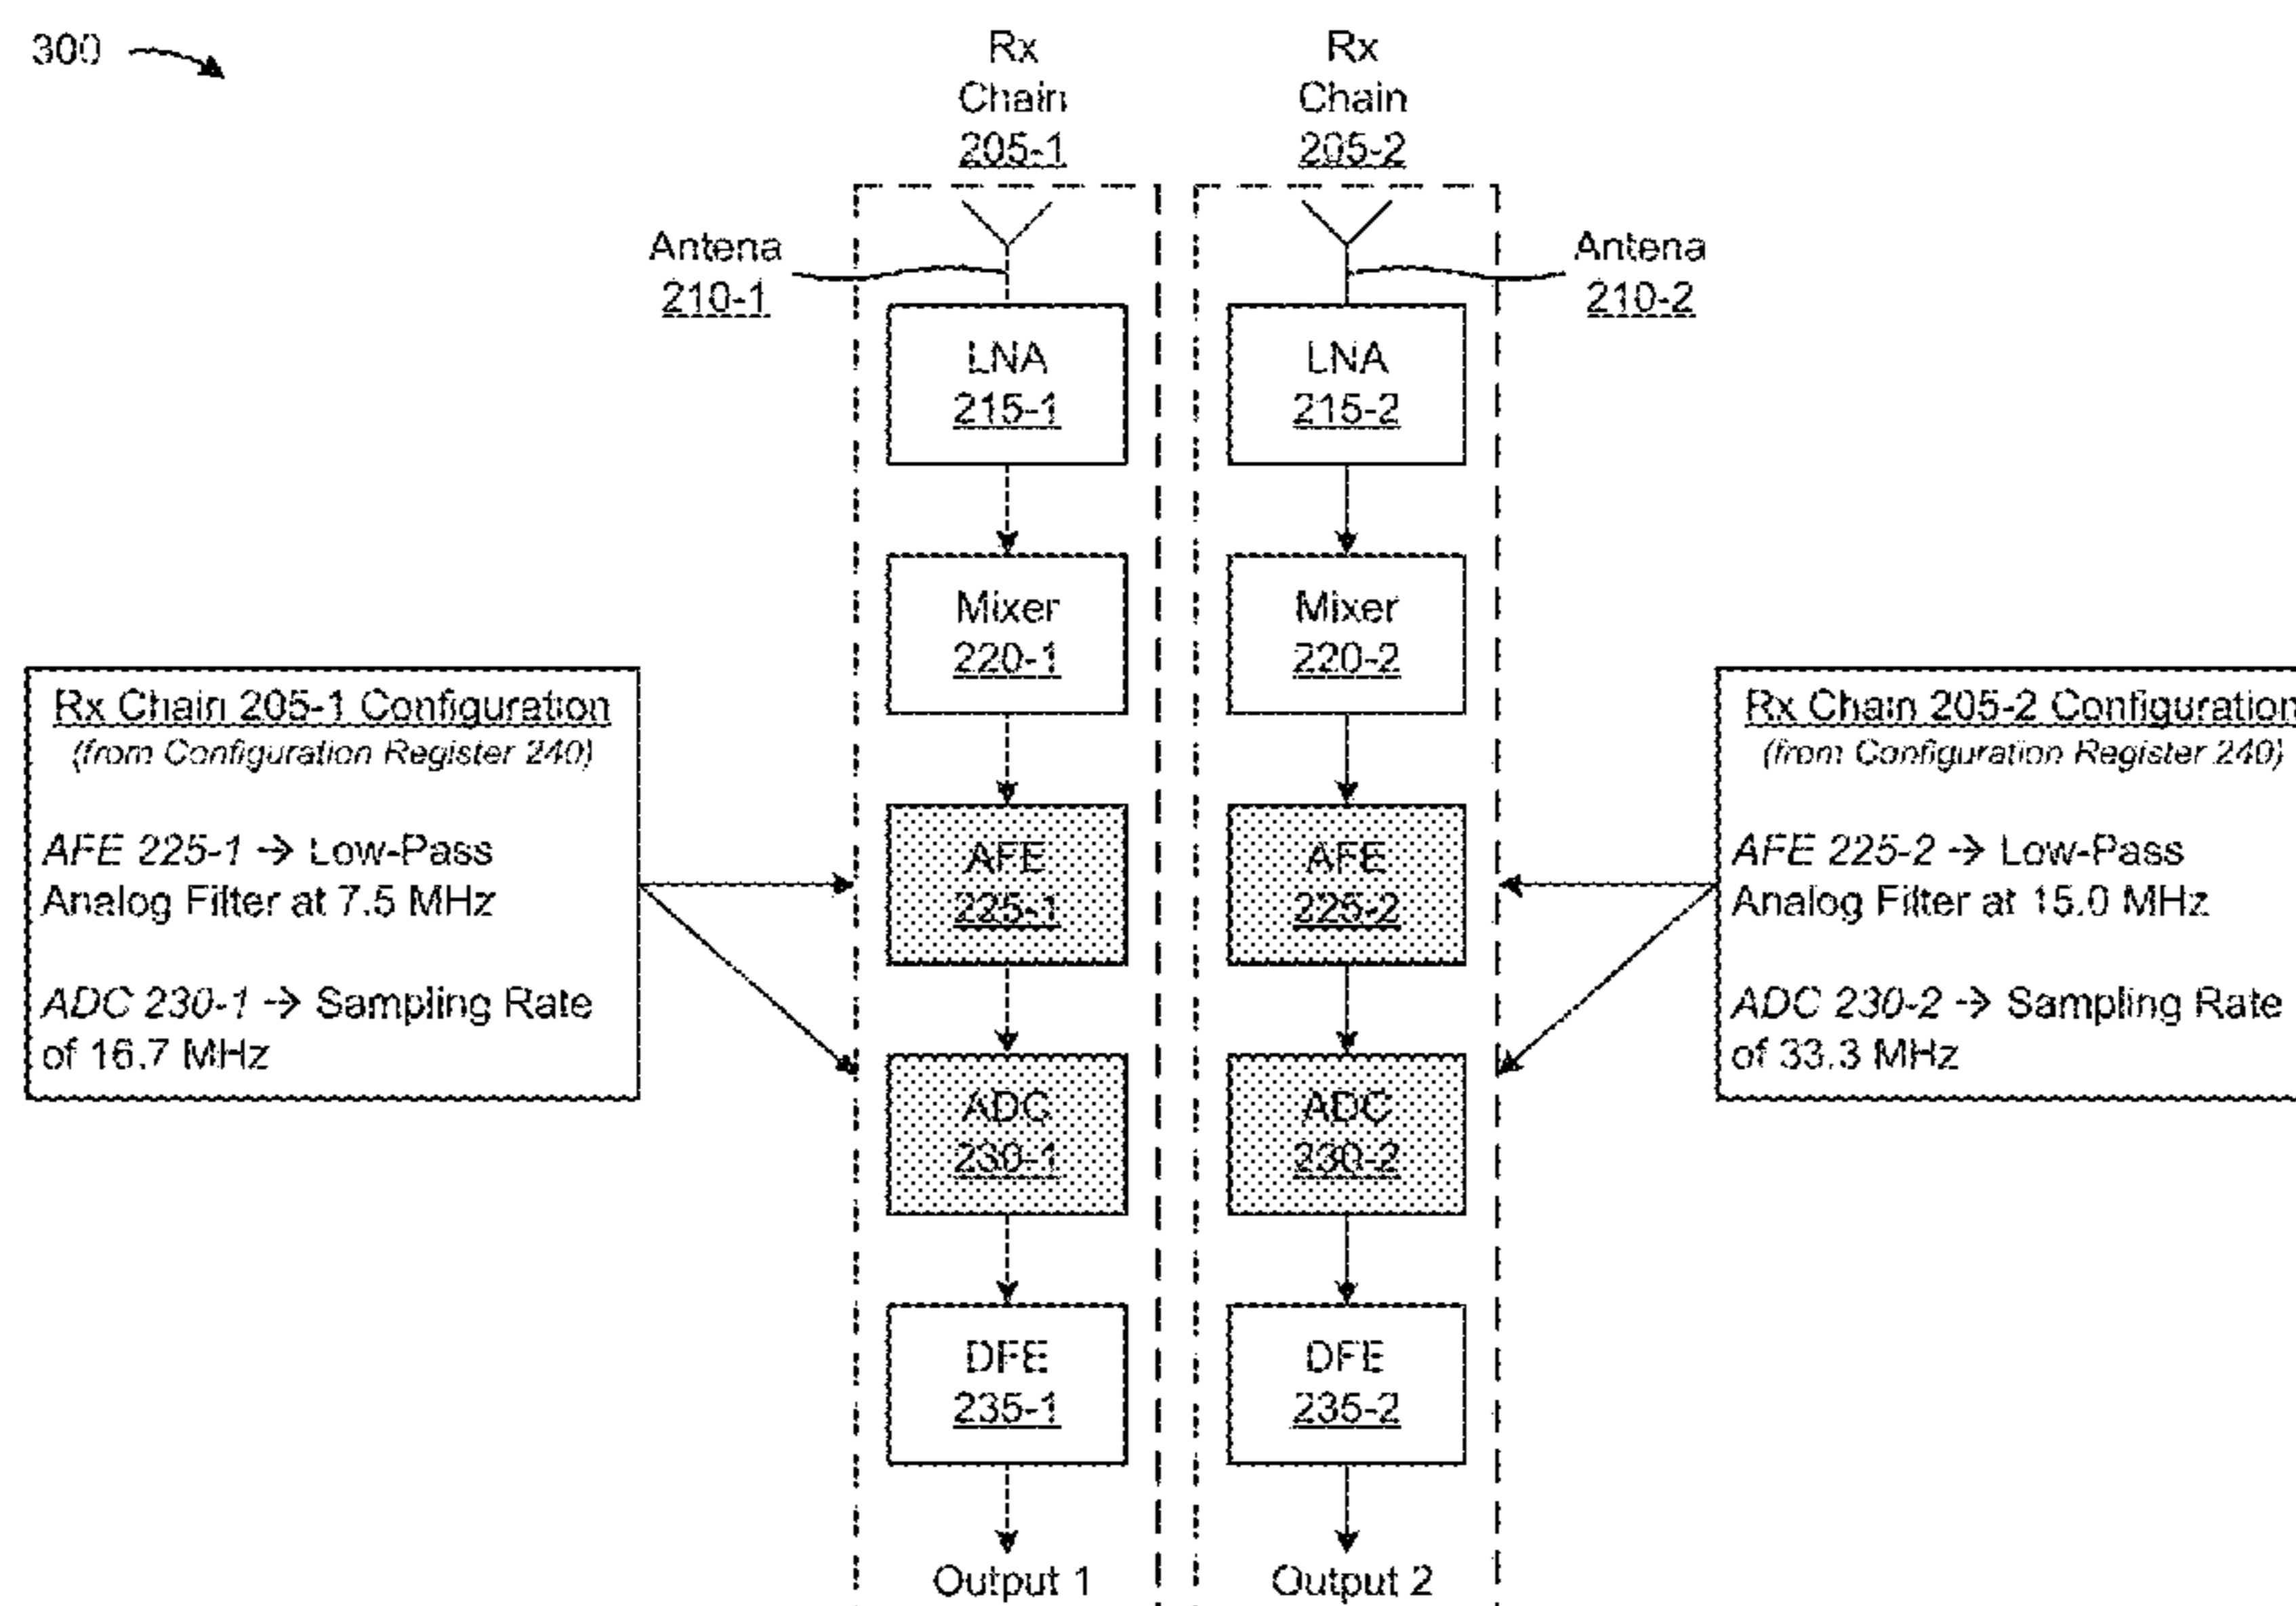 300
Rx
Chain
205-1
Rx
Chain
205-2
Antena
210-1
Antena
210-2
LNA
215-1
LNA
215-2
Mixer
220-1
Mixer
220-2
Rx Chain 205-1 Configuration
(from Configuration Register 240)
AFE 225-1 → Low-Pass
Analog Filter at 7.5 MHz
ADC 230-1 → Sampling Rate
of 16.7 MHz
AFE
225-1
AFE
225-2
Rx Chain 205-2 Configuration
(from Configuration Register 240)
AFE 225-2 → Low-Pass
Analog Filter at 15.0 MHz
ADC 230-2 → Sampling Rate
of 33.3 MHz
ADC
230-1
ADC
230-2
DFE
235-1
DFE
235-2
Output 1
Output 2